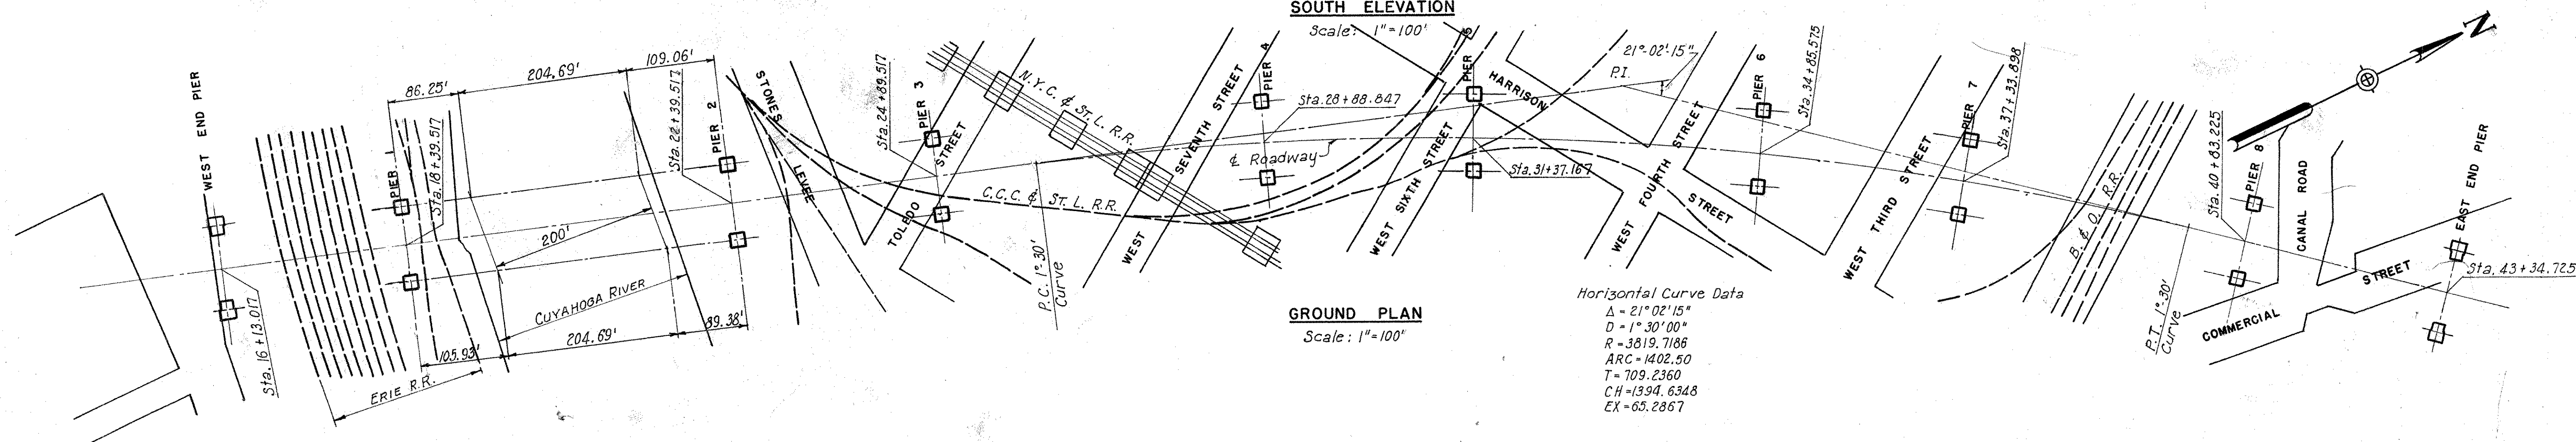 SOUTH ELEVATION
Scale: 1"=100'
N
WEST END PIER
Sta. 16+13.017
ERIE R.R.
86.25'
204.69'
109.06'
PIER 1
Sta. 18+39.517
200'
CUYAHOGA RIVER
105.93'
204.69'
89.38'
Sta. 22+39.517
PIER 2
STONES
LEVEL
Sta. 24+89.517
PIER 3
TOLEDO STREET
N.Y.C. & ST. L. R.R.
C.C.C. & ST. L. R.R.
P.C. 1°-30'
Curve
WEST SEVENTH STREET
PIER 4
Sta. 28+88.847
℄ Roadway
WEST SIXTH STREET
PIER 5
Sta. 31+37.167
HARRISON
STREET
21°-02'-15"
P.I.
WEST FOURTH STREET
PIER 6
Sta. 34+85.575
WEST THIRD STREET
PIER 7
Sta. 37+33.898
B. & O. R.R.
P.T. 1°-30'
Curve
Sta. 40+83.225
PIER 8
CANAL ROAD
COMMERCIAL STREET
EAST END PIER
Sta. 43+34.725
GROUND PLAN
Scale: 1"=100'
Horizontal Curve Data
Δ = 21°02'15"
D = 1°30'00"
R = 3819.7186
ARC = 1402.50
T = 709.2360
CH = 1394.6348
EX = 65.2867